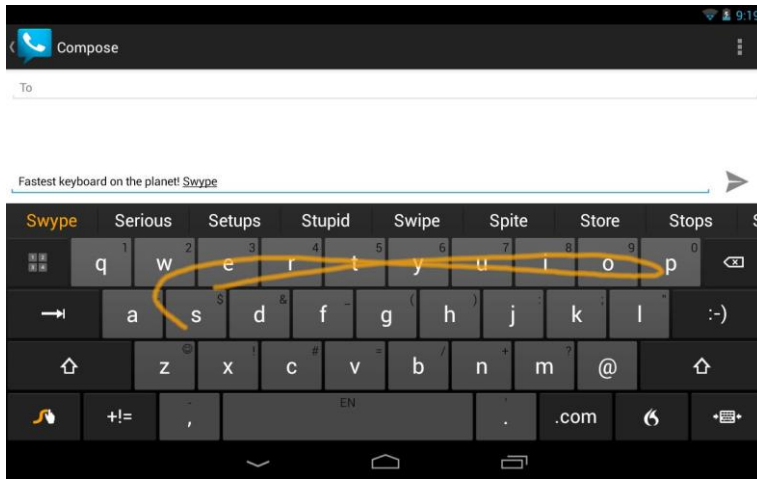 9:19
Compose
To
Fastest keyboard on the planet! Swype
Swype Serious Setups Stupid Swipe Spite Store Stops S
q 1 w 2 e 3 r 4 t 5 y 6 u 7 i 8 o 9 p 0
a s $ d & f _ g ( h ) j : k ; l " :-)
z x ! c # v = b / n + m ? @
+!= - , EN ' . .com